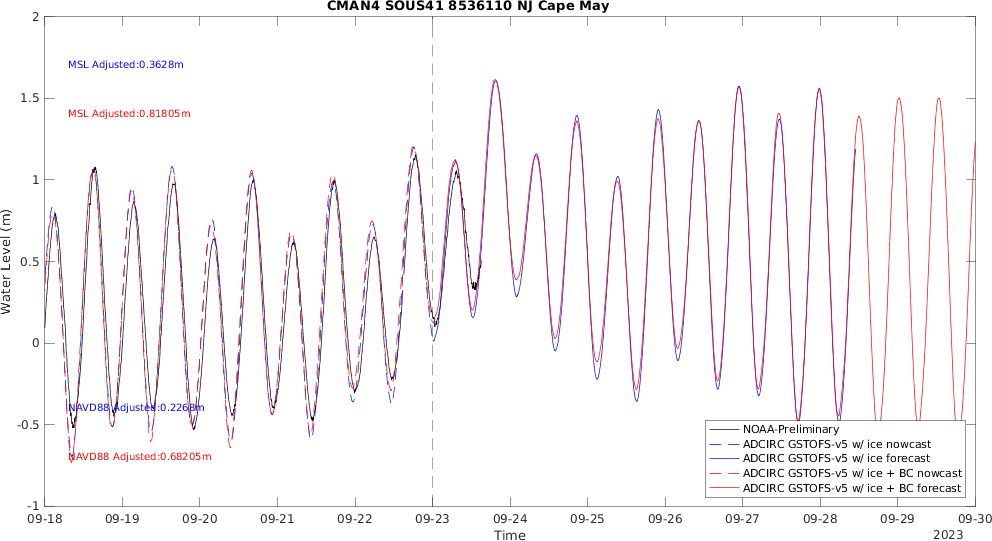 CMAN4 SOUS41 8536110 NJ Cape May
2
MSL Adjusted:0.3628m
1.5
MSL Adjusted:0.81805m
1
Water Level (m)
0.5
0
NAVD88 Adjusted:0.2268m
-0.5
NAVD88 Adjusted:0.68205m
-1
NOAA-Preliminary
ADCIRC GSTOFS-v5 w/ ice nowcast
ADCIRC GSTOFS-v5 w/ ice forecast
ADCIRC GSTOFS-v5 w/ ice + BC nowcast
ADCIRC GSTOFS-v5 w/ ice + BC forecast
09-18 09-19 09-20 09-21 09-22 09-23 09-24 09-25 09-26 09-27 09-28 09-29 09-30
Time
2023